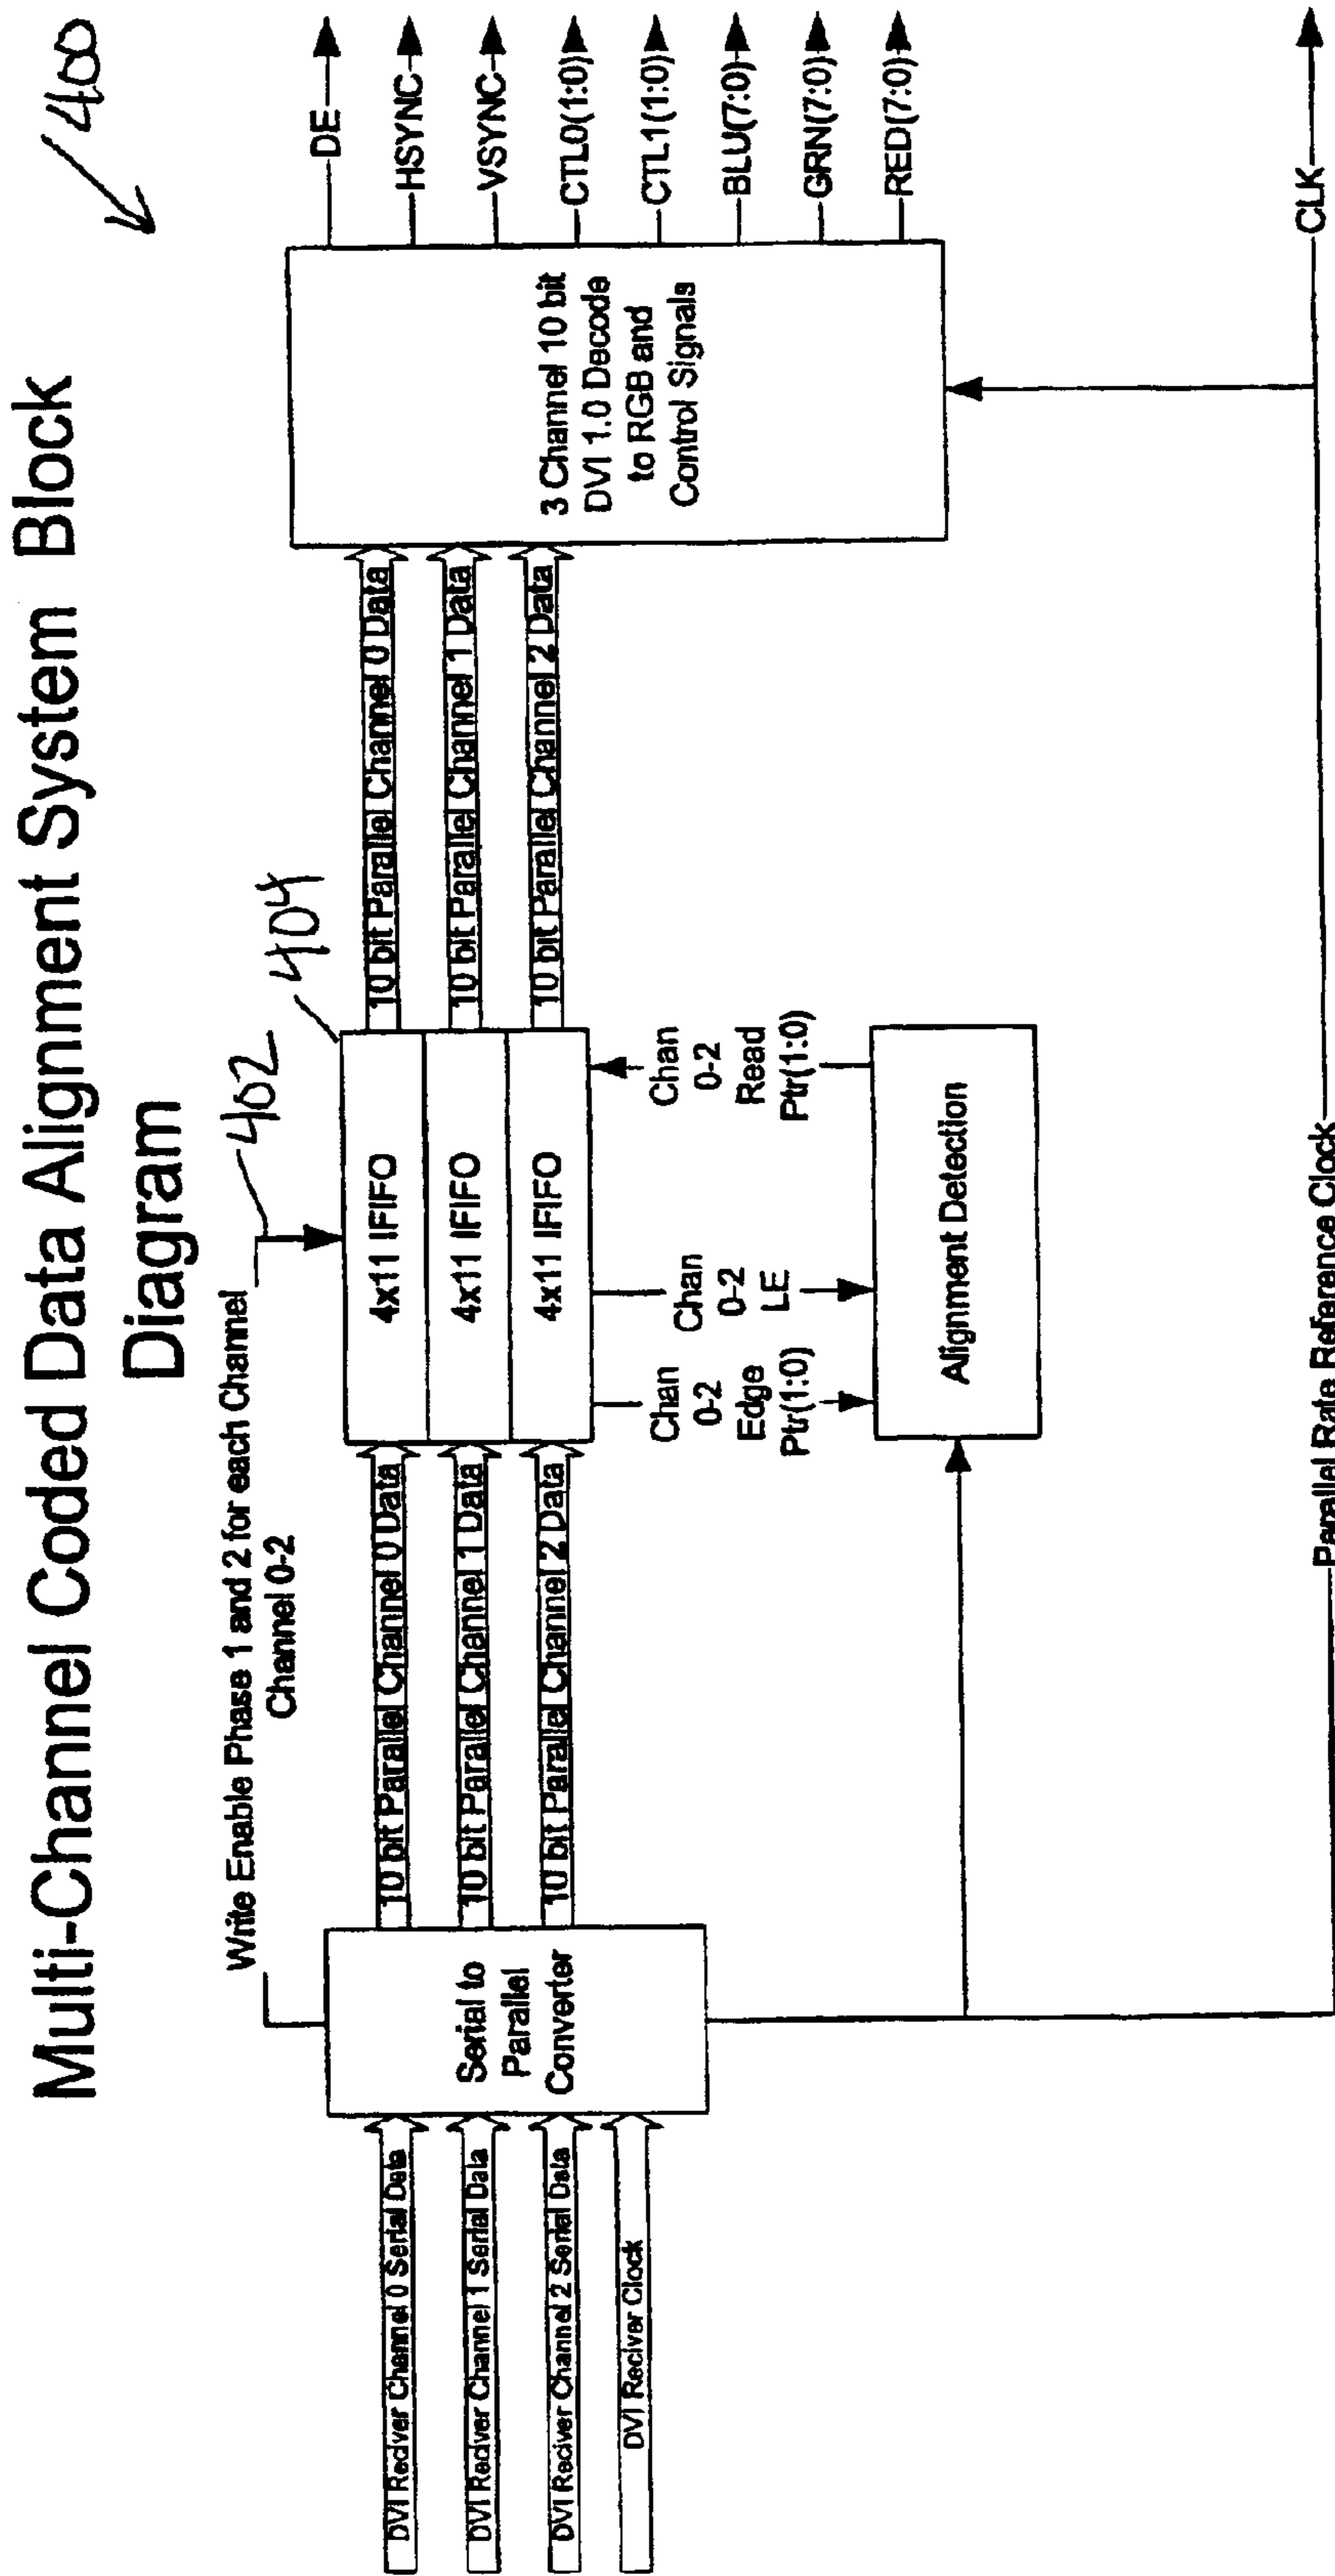 Multi-Channel Coded Data Alignment System Block
Diagram
400
Write Enable Phase 1 and 2 for each Channel
Channel 0-2
402
404
DVI Reciver Channel 0 Serial Data
DVI Reciver Channel 1 Serial Data
DVI Reciver Channel 2 Serial Data
DVI Reciver Clock
Serial to
Parallel
Converter
10 bit Parallel Channel 0 Data
10 bit Parallel Channel 1 Data
10 bit Parallel Channel 2 Data
4x11 IFIFO
4x11 IFIFO
4x11 IFIFO
Chan
0-2
Edge
Ptr(1:0)
Chan
0-2
LE
Chan
0-2
Read
Ptr(1:0)
Alignment Detection
10 bit Parallel Channel 0 Data
10 bit Parallel Channel 1 Data
10 bit Parallel Channel 2 Data
3 Channel 10 bit
DVI 1.0 Decode
to RGB and
Control Signals
DE
HSYNC
VSYNC
CTL0(1:0)
CTL1(1:0)
BLU(7:0)
GRN(7:0)
RED(7:0)
Parallel Rate Reference Clock
CLK